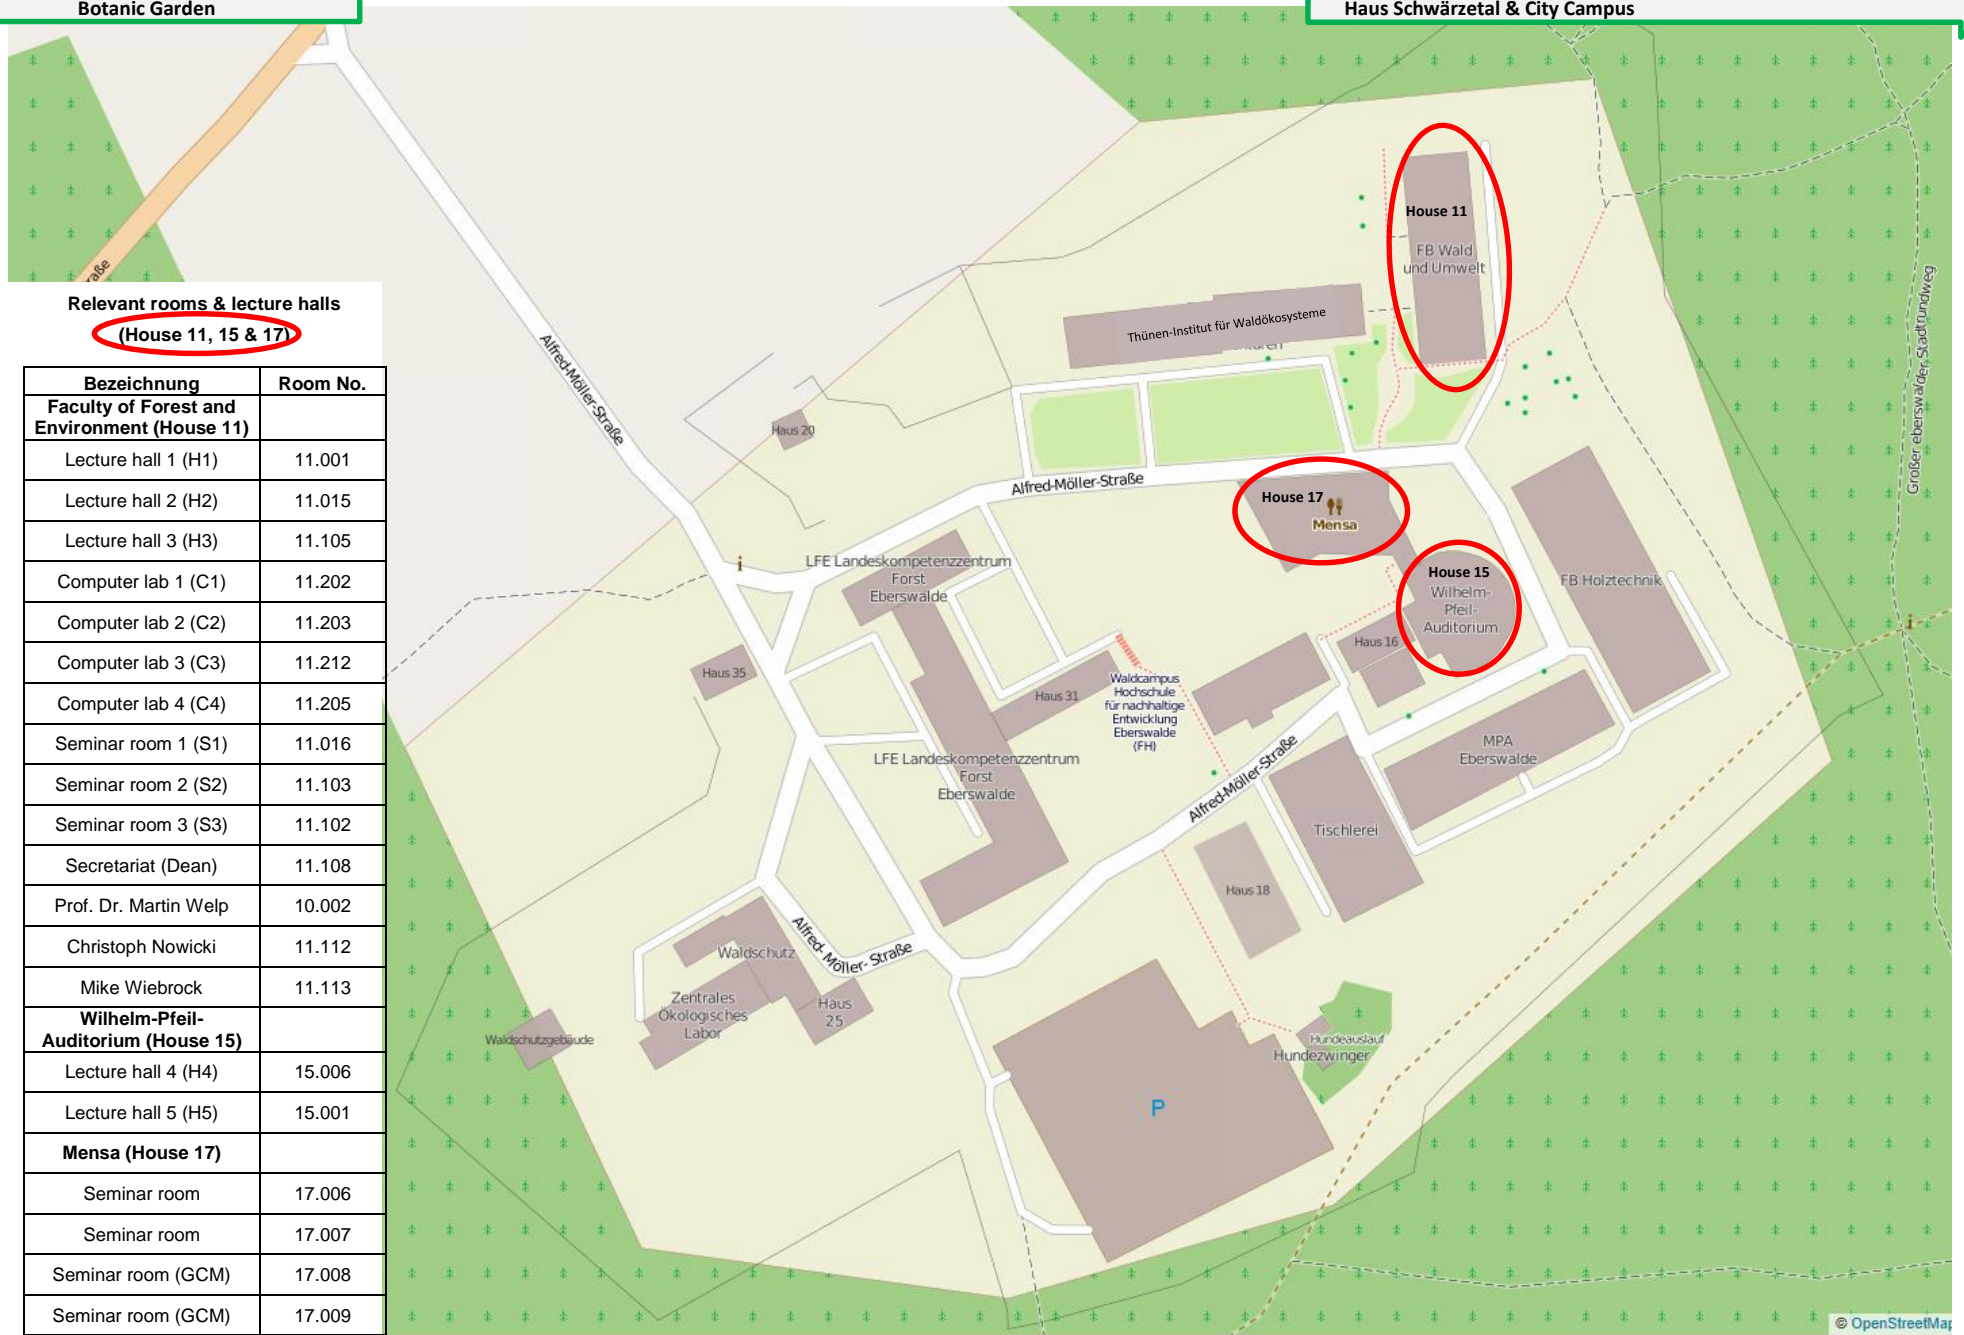 Botanic Garden
Haus Schwärzetal & City Campus
Relevant rooms & lecture halls
(House 11, 15 & 17)
Bezeichnung Room No.
Faculty of Forest and
Environment (House 11)
Lecture hall 1 (H1) 11.001
Lecture hall 2 (H2) 11.015
Lecture hall 3 (H3) 11.105
Computer lab 1 (C1) 11.202
Computer lab 2 (C2) 11.203
Computer lab 3 (C3) 11.212
Computer lab 4 (C4) 11.205
Seminar room 1 (S1) 11.016
Seminar room 2 (S2) 11.103
Seminar room 3 (S3) 11.102
Secretariat (Dean) 11.108
Prof. Dr. Martin Welp 10.002
Christoph Nowicki 11.112
Mike Wiebrock 11.113
Wilhelm-Pfeil-
Auditorium (House 15)
Lecture hall 4 (H4) 15.006
Lecture hall 5 (H5) 15.001
Mensa (House 17)
Seminar room 17.006
Seminar room 17.007
Seminar room (GCM) 17.008
Seminar room (GCM) 17.009
aße
Alfred-Möller-Straße
House 11
FB Wald
und Umwelt
Thünen-Institut für Waldökosysteme
Großer eberswalder Stadtrundweg
Haus 20
Alfred-Möller-Straße
House 17
Mensa
House 15
Wilhelm-
Pfeil-
Auditorium
FB Holztechnik
LFE Landeskompetenzzentrum
Forst
Eberswalde
Haus 16
Haus 35
Haus 31
Waldcampus
Hochschule
für nachhaltige
Entwicklung
Eberswalde
(FH)
LFE Landeskompetenzzentrum
Forst
Eberswalde
MPA
Eberswalde
Alfred-Möller-Straße
Tischlerei
Haus 18
Alfred- Möller- Straße
Waldschutz
Zentrales
Ökologisches
Labor
Haus
25
Waldschutzgebäude
Hundeauslauf
Hundezwinger
P
© OpenStreetMap